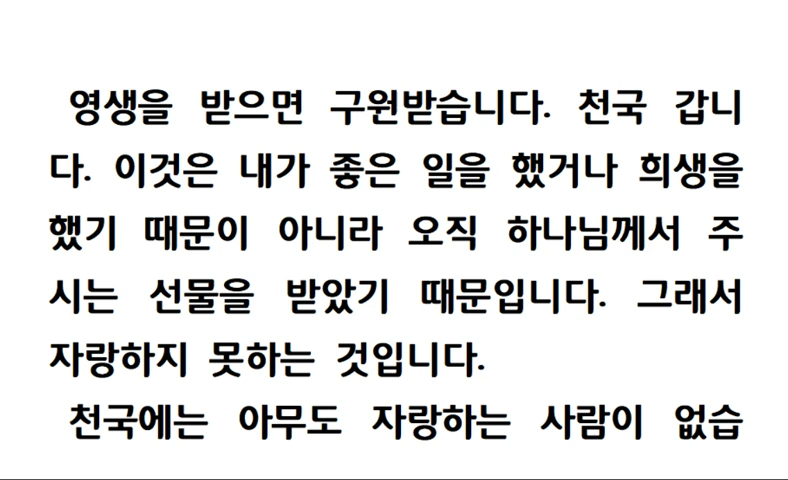 영생을 받으면 구원받습니다. 천국 갑니
다. 이것은 내가 좋은 일을 했거나 희생을
했기 때문이 아니라 오직 하나님께서 주
시는 선물을 받았기 때문입니다. 그래서
자랑하지 못하는 것입니다.
천국에는 아무도 자랑하는 사람이 없습